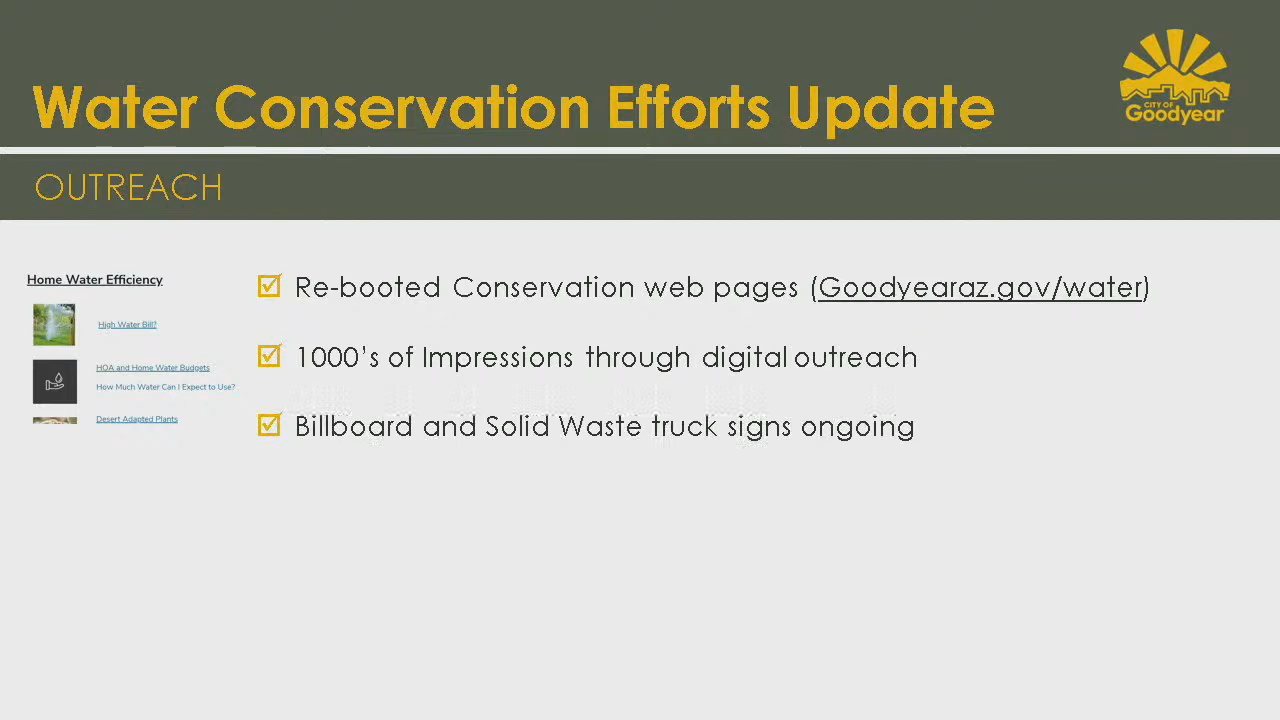 Water Conservation Efforts Update
CITY OF
Goodyear
OUTREACH
Home Water Efficiency
High Water Bill?
HOA and Home Water Budgets
How Much Water Can I Expect to Use?
Desert Adapted Plants
Re-booted Conservation web pages (Goodyearaz.gov/water)
1000's of Impressions through digital outreach
Billboard and Solid Waste truck signs ongoing